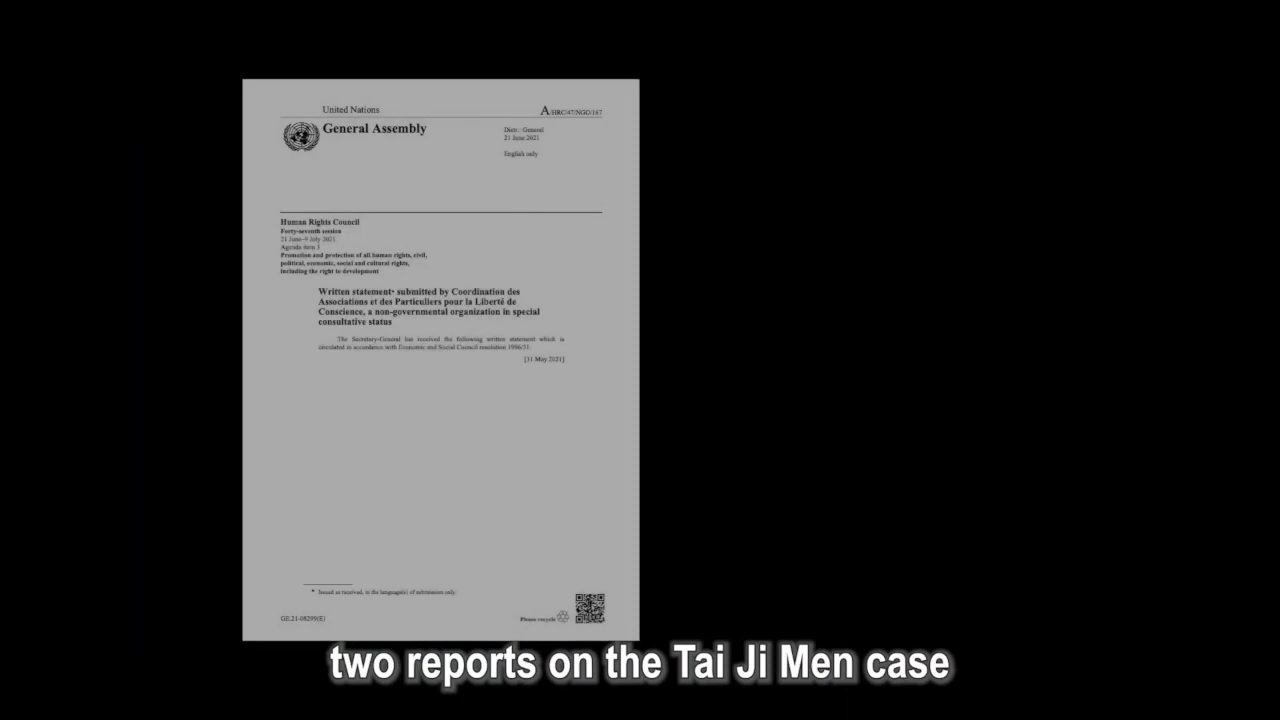 United Nations
A/HRC/47/NGO/167
General Assembly
Distr.: General
21 June 2021
English only
Human Rights Council
Forty-seventh session
21 June–9 July 2021
Agenda item 3
Promotion and protection of all human rights, civil,
political, economic, social and cultural rights,
including the right to development
Written statement* submitted by Coordination des
Associations et des Particuliers pour la Liberté de
Conscience, a non-governmental organization in special
consultative status
The Secretary-General has received the following written statement which is
circulated in accordance with Economic and Social Council resolution 1996/31.
[31 May 2021]
* Issued as received, in the language(s) of submission only.
GE.21-08299(E)
Please recycle
two reports on the Tai Ji Men case